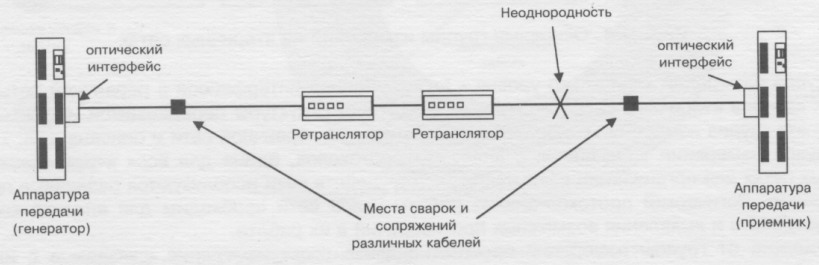 Неоднородность
оптический
интерфейс
оптический
интерфейс
Ретранслятор
Ретранслятор
Аппаратура
передачи
(генератор)
Места сварок и
сопряжений
различных кабелей
Аппаратура
передачи
(приемник)